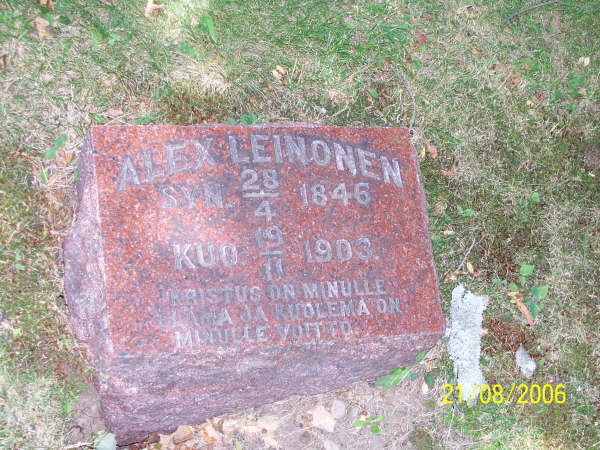 ALEX LEINONEN
SYN. 28/4 1846
KUO 19/11 1903.
KRISTUS ON MINULLE
ELÄMÄ JA KUOLEMA ON
MINULLE VOITTO
21/08/2006